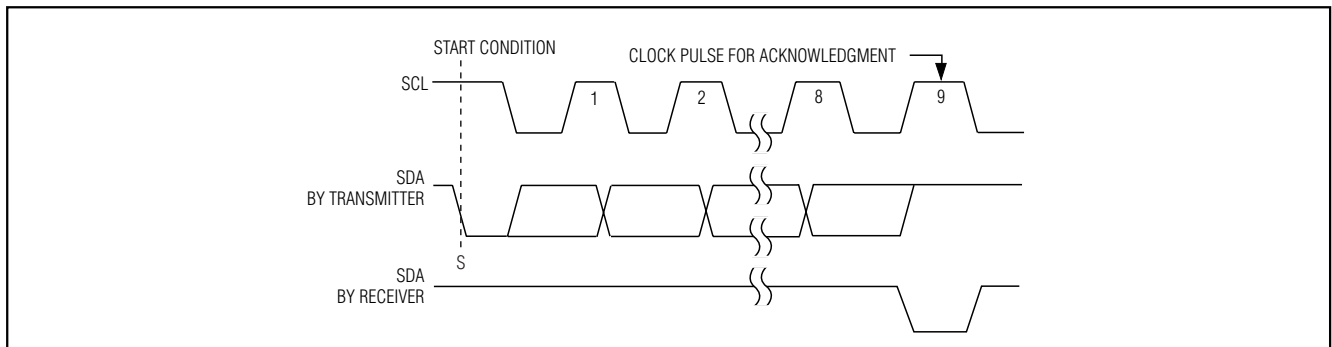 START CONDITION
CLOCK PULSE FOR ACKNOWLEDGMENT
SCL
1
2
8
9
SDA
BY TRANSMITTER
S
SDA
BY RECEIVER